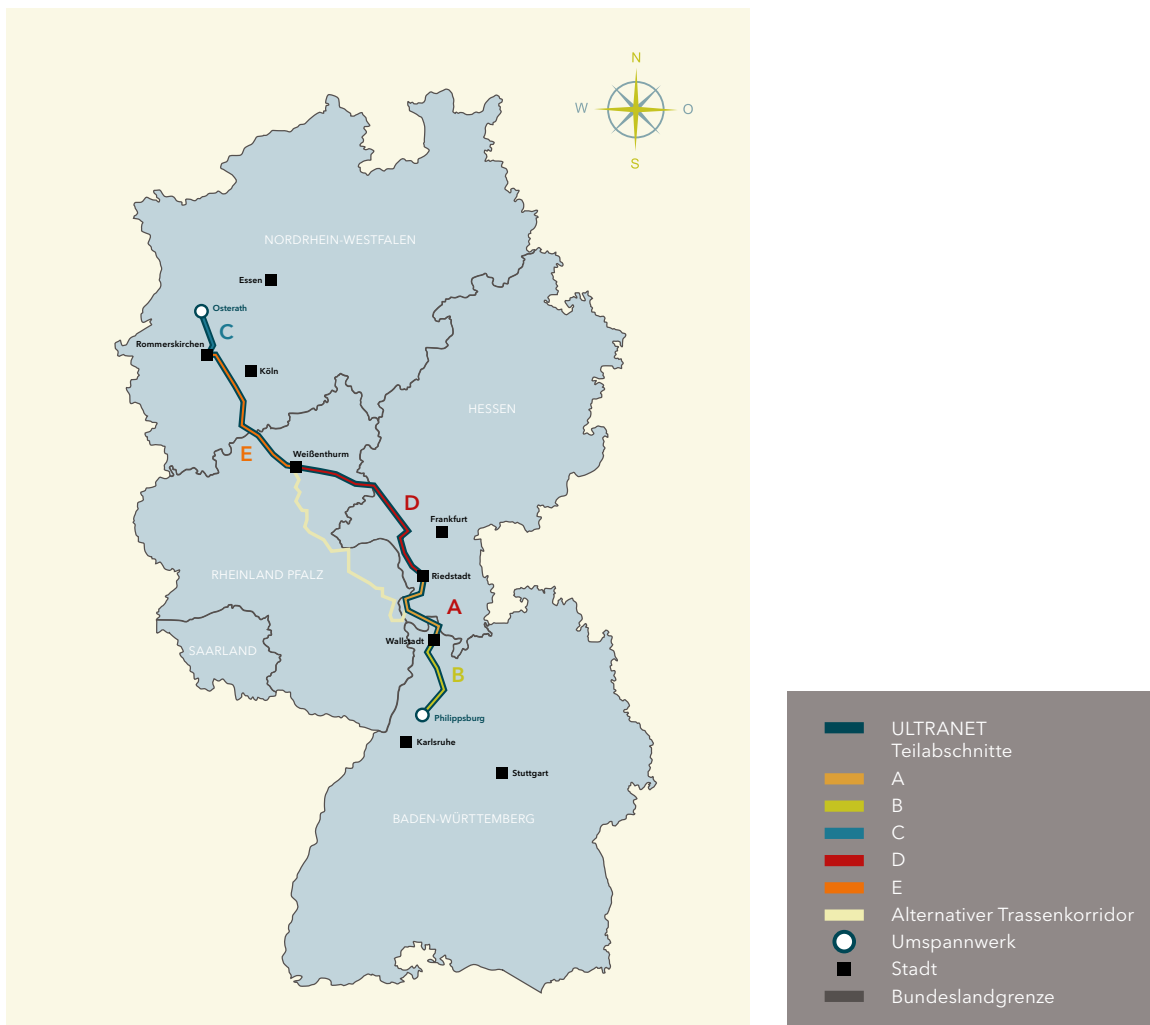 N
W
O
S
NORDRHEIN-WESTFALEN
Essen
Osterath
C
Rommerskirchen
Köln
HESSEN
E
Weißenthurm
D
Frankfurt
RHEINLAND PFALZ
Riedstadt
A
Wallstadt
SAARLAND
B
Philippsburg
Karlsruhe
Stuttgart
BADEN-WÜRTTEMBERG
ULTRANET
Teilabschnitte
A
B
C
D
E
Alternativer Trassenkorridor
Umspannwerk
Stadt
Bundeslandgrenze